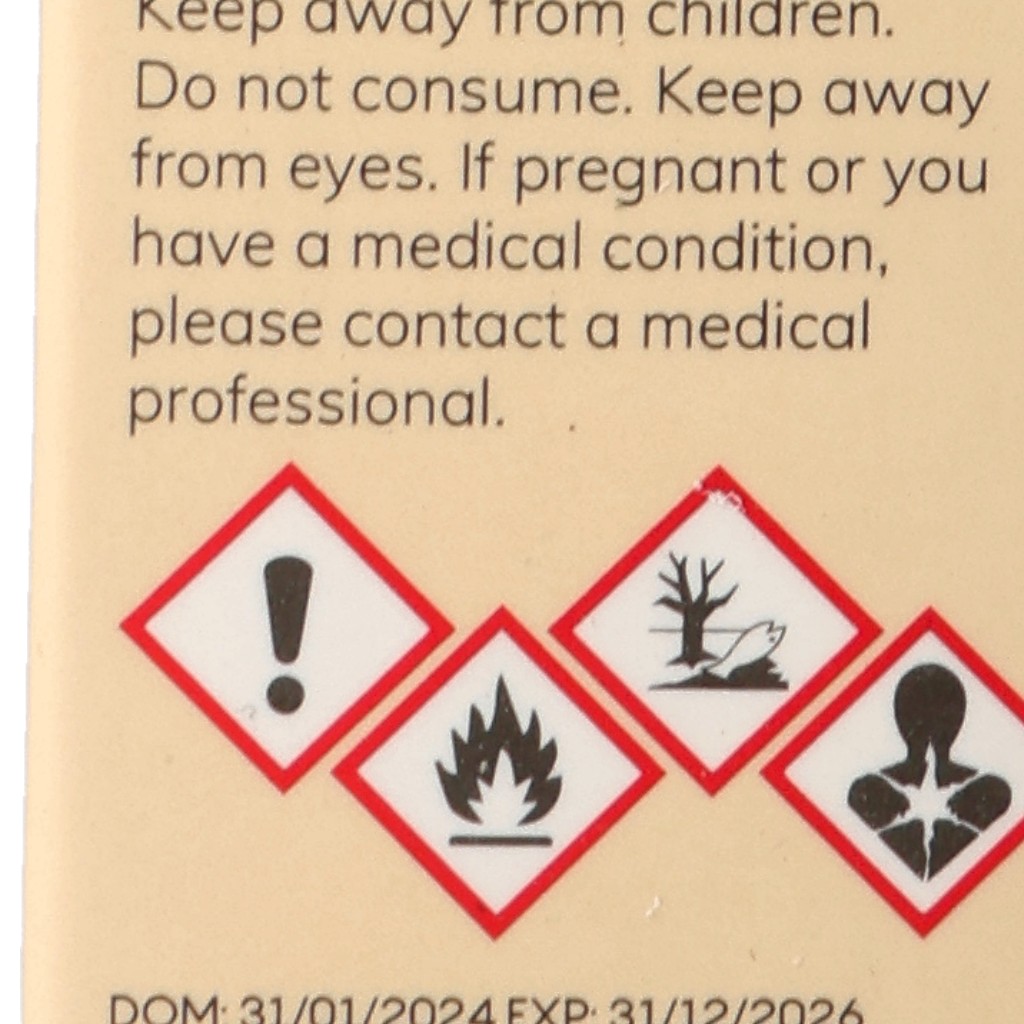 Keep away from children.
Do not consume. Keep away
from eyes. If pregnant or you
have a medical condition,
please contact a medical
professional.
DOM: 31/01/2024 EXP: 31/12/2026